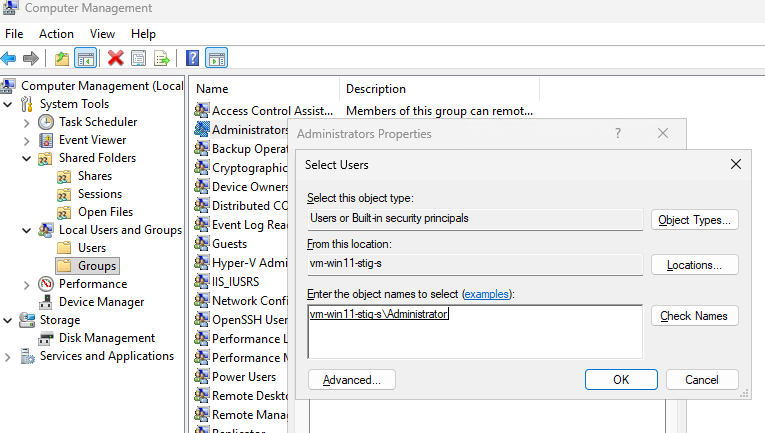 Computer Management
File Action View Help
Computer Management (Local
System Tools
Task Scheduler
Event Viewer
Shared Folders
Shares
Sessions
Open Files
Local Users and Groups
Users
Groups
Performance
Device Manager
Storage
Disk Management
Services and Applications
Name Description
Access Control Assist... Members of this group can remot...
Administrators
Backup Operat
Cryptographic
Device Owners
Distributed CO
Event Log Rea
Guests
Hyper-V Admi
IIS_IUSRS
Network Confi
OpenSSH User
Performance L
Performance M
Power Users
Remote Deskto
Remote Manag
Replicator
Administrators Properties ?
Select Users
Select this object type:
Users or Built-in security principals Object Types...
From this location:
vm-win11-stig-s Locations...
Enter the object names to select (examples):
vm-win11-stig-s\Administrator Check Names
Advanced... OK Cancel